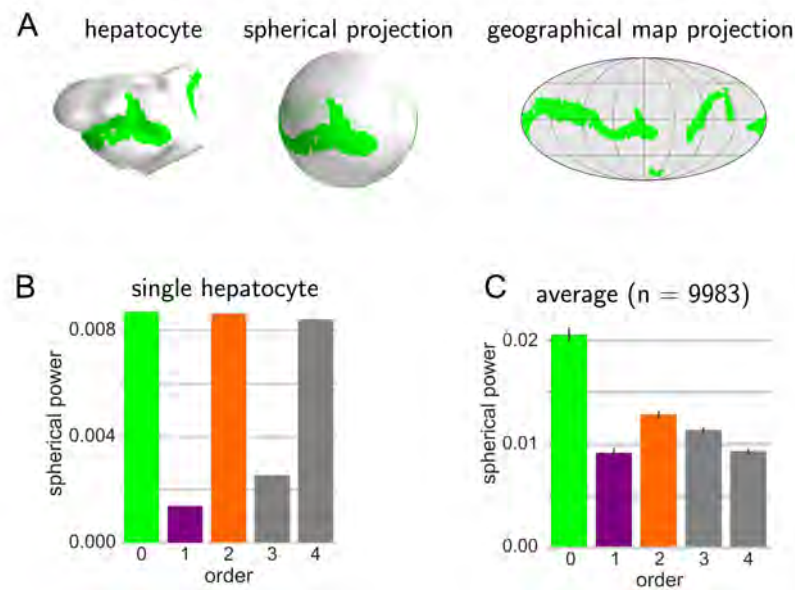 A
hepatocyte
spherical projection
geographical map projection
B
single hepatocyte
0.008
0.004
0.000
spherical power
0 1 2 3 4
order
C
average (n = 9983)
0.02
0.01
0.00
spherical power
0 1 2 3 4
order